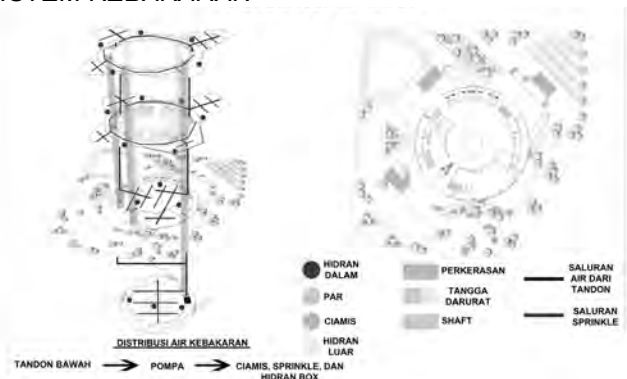 HIDRAN
DALAM
PAR
CIAMIS
HIDRAN
LUAR
PERKERASAN
TANGGA
DARURAT
SHAFT
SALURAN
AIR DARI
TANDON
SALURAN
SPRINKLE
DISTRIBUSI AIR KEBAKARAN
TANDON BAWAH → POMPA → CIAMIS, SPRINKLE, DAN
HIDRAN BOX